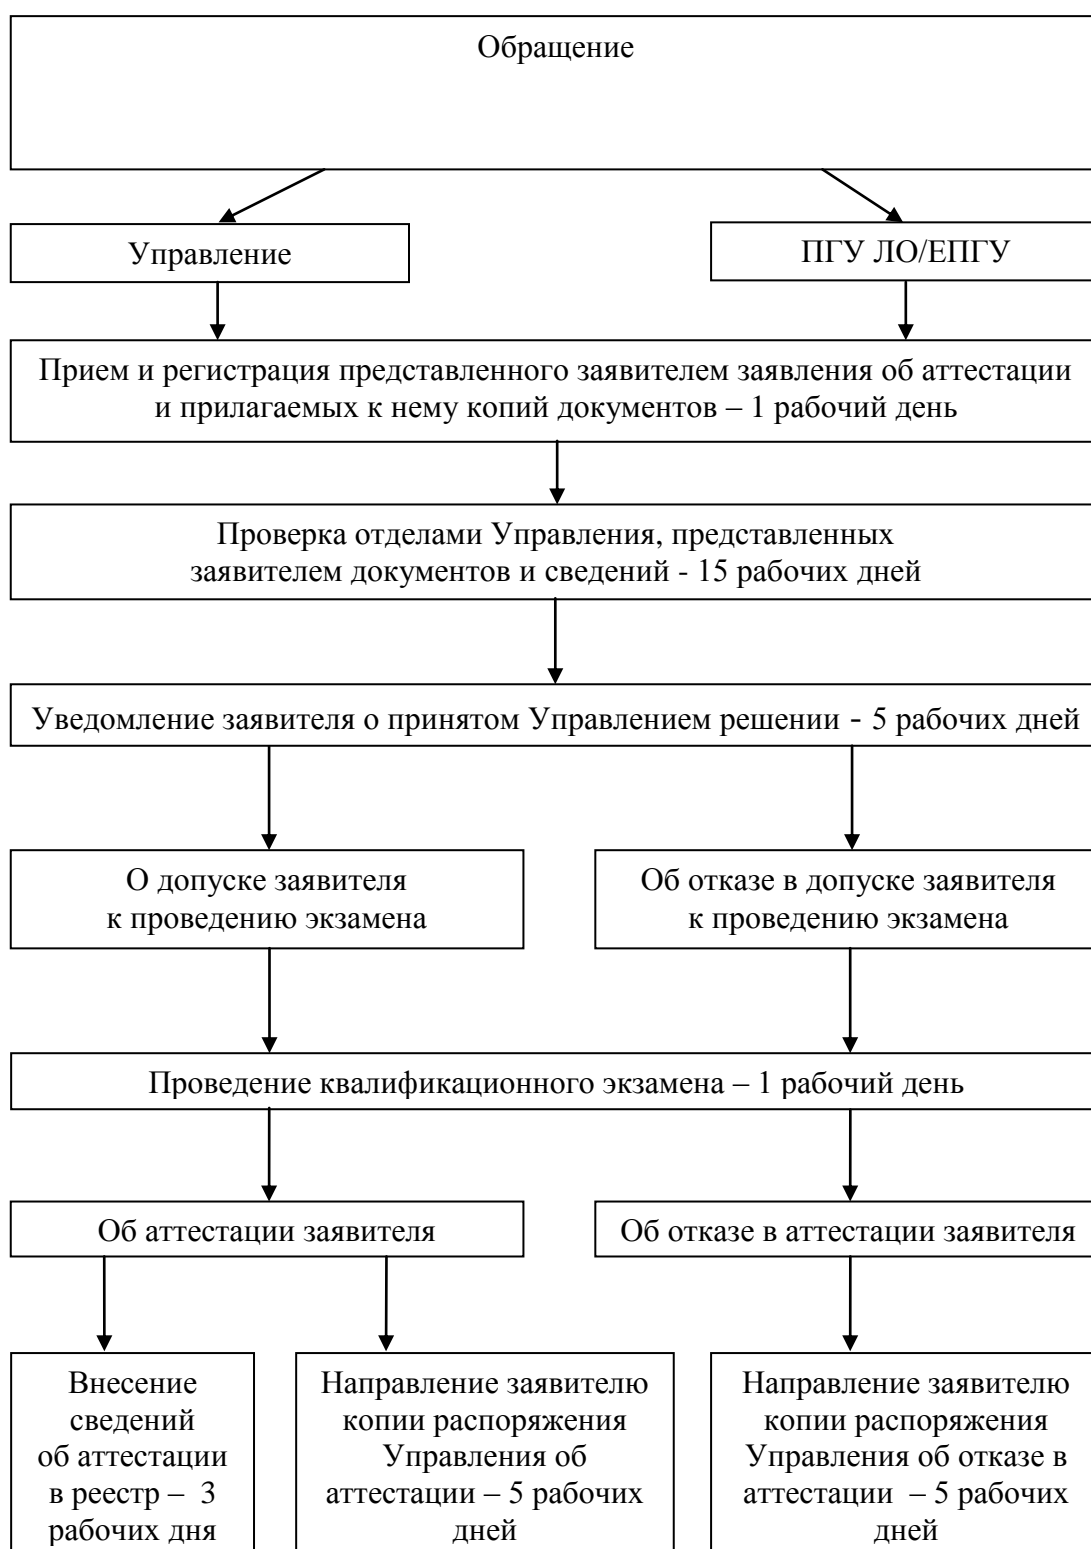 Обращение
Управление
ПГУ ЛО/ЕПГУ
Прием и регистрация представленного заявителем заявления об аттестации
и прилагаемых к нему копий документов – 1 рабочий день
Проверка отделами Управления, представленных
заявителем документов и сведений - 15 рабочих дней
Уведомление заявителя о принятом Управлением решении - 5 рабочих дней
О допуске заявителя
к проведению экзамена
Об отказе в допуске заявителя
к проведению экзамена
Проведение квалификационного экзамена – 1 рабочий день
Об аттестации заявителя
Об отказе в аттестации заявителя
Внесение
сведений
об аттестации
в реестр – 3
рабочих дня
Направление заявителю
копии распоряжения
Управления об
аттестации – 5 рабочих
дней
Направление заявителю
копии распоряжения
Управления об отказе в
аттестации – 5 рабочих
дней